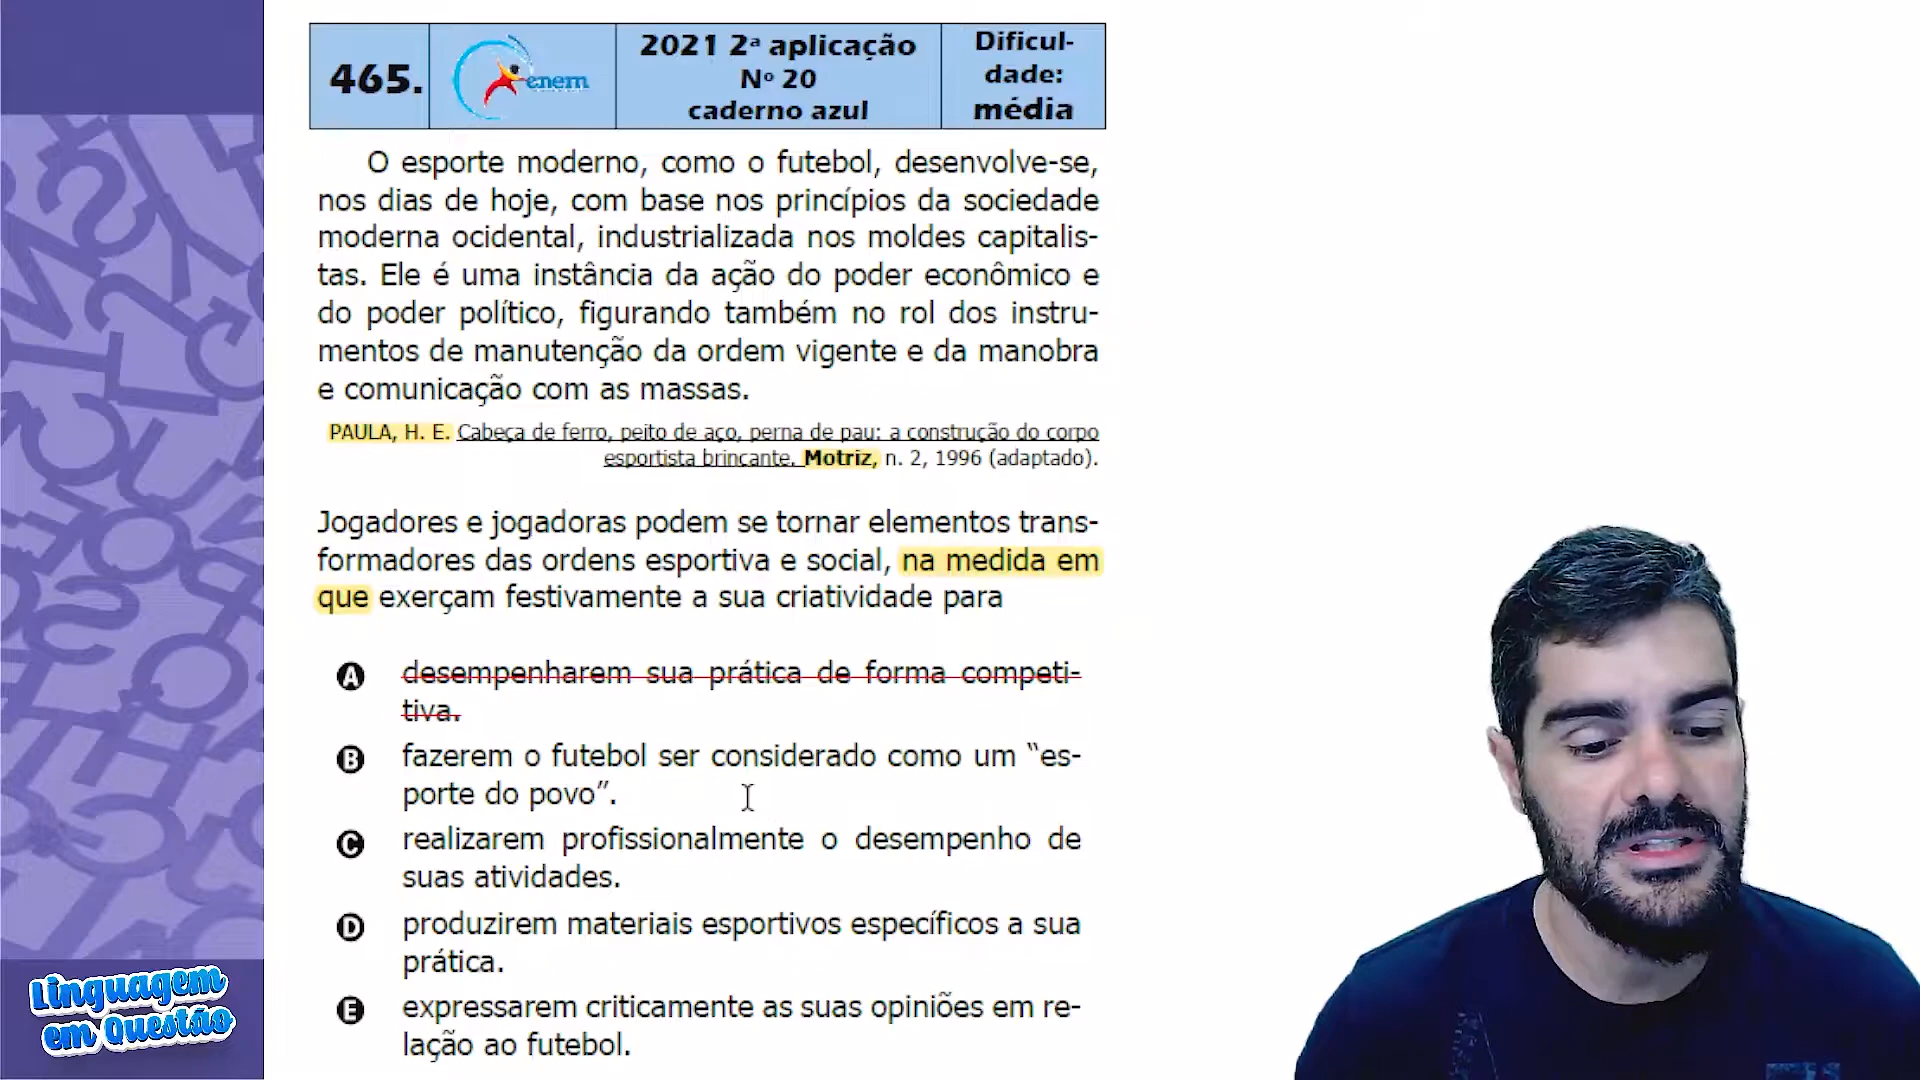 465.
enem
2021 2ª aplicação
Nº 20
caderno azul
Dificul-
dade:
média
O esporte moderno, como o futebol, desenvolve-se,
nos dias de hoje, com base nos princípios da sociedade
moderna ocidental, industrializada nos moldes capitalis-
tas. Ele é uma instância da ação do poder econômico e
do poder político, figurando também no rol dos instru-
mentos de manutenção da ordem vigente e da manobra
e comunicação com as massas.
PAULA, H. E. Cabeça de ferro, peito de aço, perna de pau: a construção do corpo
esportista brincante. Motriz, n. 2, 1996 (adaptado).
Jogadores e jogadoras podem se tornar elementos trans-
formadores das ordens esportiva e social, na medida em
que exerçam festivamente a sua criatividade para
A desempenharem sua prática de forma competi-
tiva.
B fazerem o futebol ser considerado como um “es-
porte do povo”.
C realizarem profissionalmente o desempenho de
suas atividades.
D produzirem materiais esportivos específicos a sua
prática.
E expressarem criticamente as suas opiniões em re-
lação ao futebol.
Linguagem
em Questão